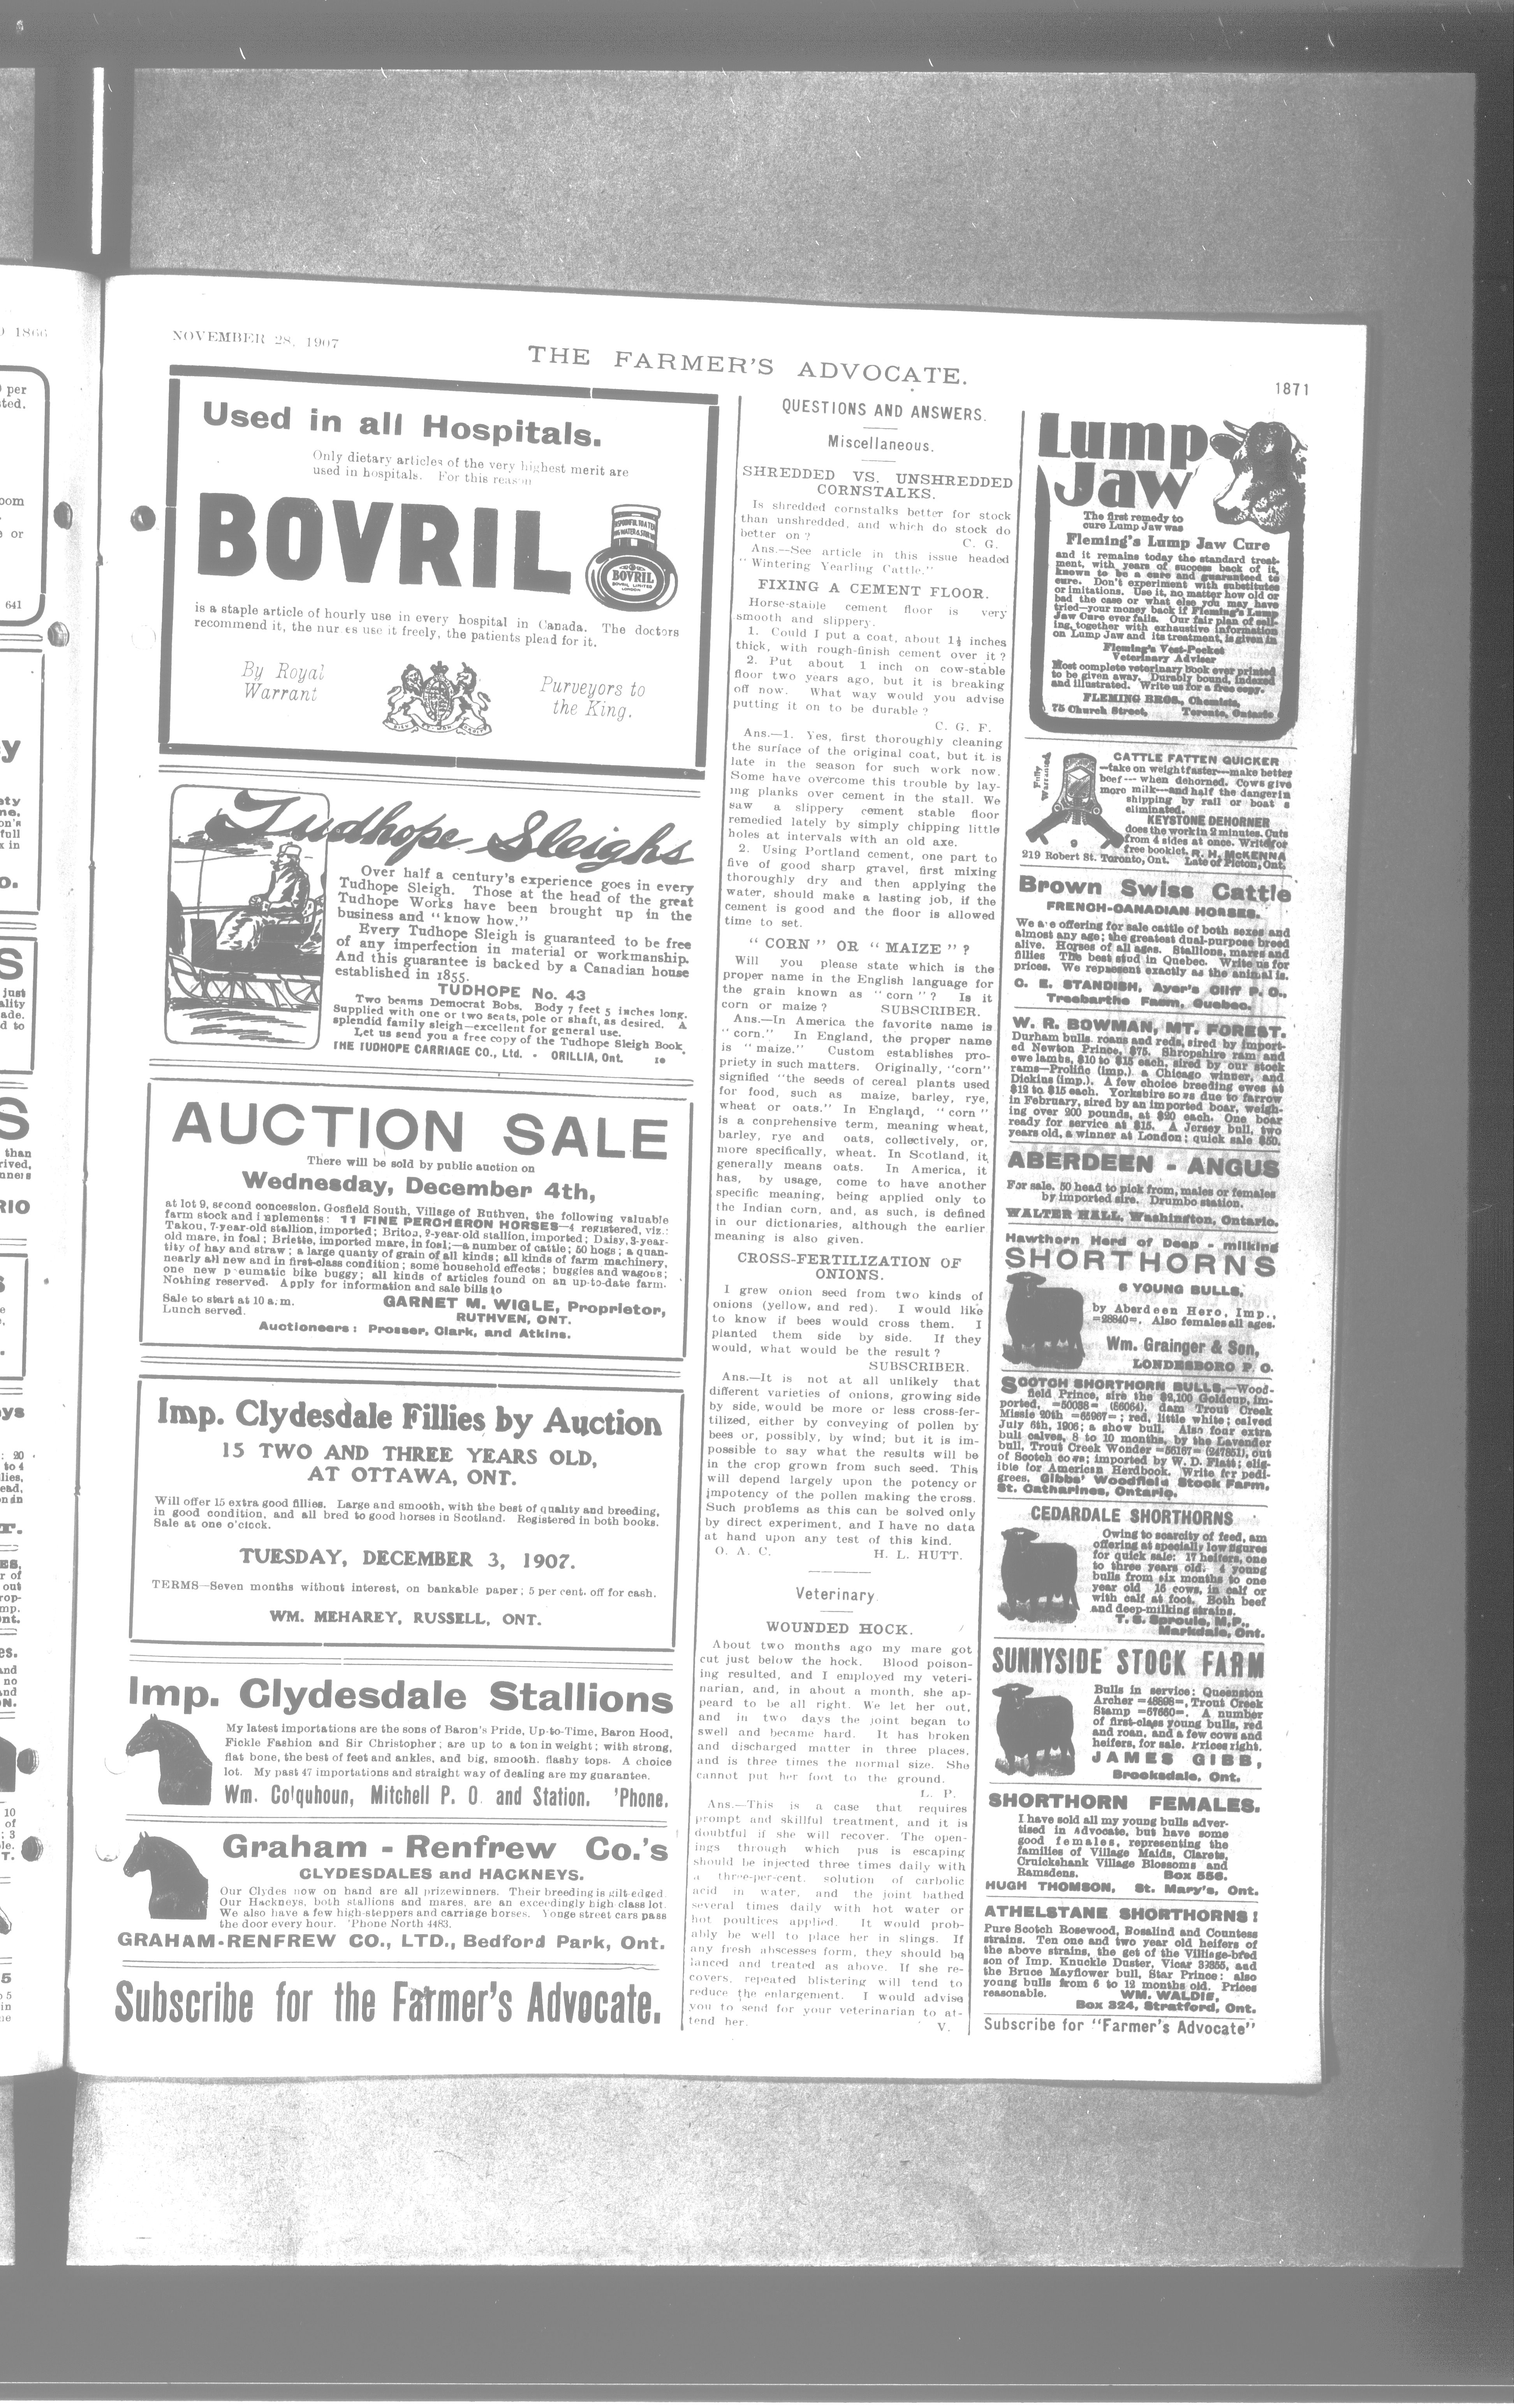 NOVEMBER 28, 1907
THE FARMER'S ADVOCATE.
1871
Used in all Hospitals.
Only dietary articles of the very highest merit are
used in hospitals. For this reason
BOVRIL
is a staple article of hourly use in every hospital in Canada. The doctors
recommend it, the nur es use it freely, the patients plead for it.
By Royal
Warrant
Purveyors to
the King.
Tudhope Sleighs
Over half a century's experience goes in every
Tudhope Sleigh. Those at the head of the great
Tudhope Works have been brought up in the
business and "know how."
Every Tudhope Sleigh is guaranteed to be free
of any imperfection in material or workmanship.
And this guarantee is backed by a Canadian house
established in 1855.
TUDHOPE No. 43
Two beams Democrat Bobs. Body 7 feet 5 inches long.
Supplied with one or two seats, pole or shaft, as desired. A
splendid family sleigh—excellent for general use.
Let us send you a free copy of the Tudhope Sleigh Book.
THE TUDHOPE CARRIAGE CO., Ltd. - ORILLIA, Ont. 10
AUCTION SALE
There will be sold by public auction on
Wednesday, December 4th,
at lot 9, second concession, Gosfield South, Village of Ruthven, the following valuable
farm stock and implements: 11 FINE PERCHERON HORSES—4 registered, viz.:
Takou, 7-year-old stallion, imported; Briton, 2-year-old stallion, imported; Daisy, 3-year-
old mare, in foal; Briette, imported mare, in foal;—a number of cattle; 50 hogs; a quan-
tity of hay and straw; a large quanty of grain of all kinds; all kinds of farm machinery,
nearly all new and in first-class condition; some household effects; buggies and wagons;
one new p eumatic bike buggy; all kinds of articles found on an up-to-date farm.
Nothing reserved. Apply for information and sale bills to
Sale to start at 10 a.m.
Lunch served.
GARNET M. WIGLE, Proprietor,
RUTHVEN, ONT.
Auctioneers: Prosser, Clark, and Atkins.
Imp. Clydesdale Fillies by Auction
15 TWO AND THREE YEARS OLD,
AT OTTAWA, ONT.
Will offer 15 extra good fillies. Large and smooth, with the best of quality and breeding,
in good condition, and all bred to good horses in Scotland. Registered in both books.
Sale at one o'clock.
TUESDAY, DECEMBER 3, 1907.
TERMS—Seven months without interest, on bankable paper; 5 per cent. off for cash.
WM. MEHAREY, RUSSELL, ONT.
Imp. Clydesdale Stallions
My latest importations are the sons of Baron's Pride, Up-to-Time, Baron Hood,
Fickle Fashion and Sir Christopher; are up to a ton in weight; with strong,
flat bone, the best of feet and ankles, and big, smooth, flashy tops. A choice
lot. My past 47 importations and straight way of dealing are my guarantee.
Wm. Colquhoun, Mitchell P. O. and Station. 'Phone.
Graham - Renfrew Co.'s
CLYDESDALES and HACKNEYS.
Our Clydes now on hand are all prizewinners. Their breeding is gilt-edged.
Our Hackneys, both stallions and mares, are an exceedingly high-class lot.
We also have a few high-steppers and carriage horses. Yonge street cars pass
the door every hour. 'Phone North 4483.
GRAHAM-RENFREW CO., LTD., Bedford Park, Ont.
Subscribe for the Farmer's Advocate.
QUESTIONS AND ANSWERS.
Miscellaneous.
SHREDDED VS. UNSHREDDED
CORNSTALKS.
Is shredded cornstalks better for stock
than unshredded, and which do stock do
better on? C. G.
Ans.—See article in this issue headed
"Wintering Yearling Cattle."
FIXING A CEMENT FLOOR.
Horse-stable cement floor is very
smooth and slippery.
1. Could I put a coat, about 1½ inches
thick, with rough-finish cement over it?
2. Put about 1 inch on cow-stable
floor two years ago, but it is breaking
off now. What way would you advise
putting it on to be durable?
C. G. F.
Ans.—1. Yes, first thoroughly cleaning
the surface of the original coat, but it is
late in the season for such work now.
Some have overcome this trouble by lay-
ing planks over cement in the stall. We
saw a slippery cement stable floor
remedied lately by simply chipping little
holes at intervals with an old axe.
2. Using Portland cement, one part to
five of good sharp gravel, first mixing
thoroughly dry and then applying the
water, should make a lasting job, if the
cement is good and the floor is allowed
time to set.
"CORN" OR "MAIZE"?
Will you please state which is the
proper name in the English language for
the grain known as "corn"? Is it
corn or maize? SUBSCRIBER.
Ans.—In America the favorite name is
"corn." In England, the proper name
is "maize." Custom establishes pro-
priety in such matters. Originally, "corn"
signified "the seeds of cereal plants used
for food, such as maize, barley, rye,
wheat or oats." In England, "corn"
is a conprehensive term, meaning wheat,
barley, rye and oats, collectively, or,
more specifically, wheat. In Scotland, it
generally means oats. In America, it
has, by usage, come to have another
specific meaning, being applied only to
the Indian corn, and, as such, is defined
in our dictionaries, although the earlier
meaning is also given.
CROSS-FERTILIZATION OF
ONIONS.
I grew onion seed from two kinds of
onions (yellow, and red). I would like
to know if bees would cross them. I
planted them side by side. If they
would, what would be the result?
SUBSCRIBER.
Ans.—It is not at all unlikely that
different varieties of onions, growing side
by side, would be more or less cross-fer-
tilized, either by conveying of pollen by
bees or, possibly, by wind; but it is im-
possible to say what the results will be
in the crop grown from such seed. This
will depend largely upon the potency or
impotency of the pollen making the cross.
Such problems as this can be solved only
by direct experiment, and I have no data
at hand upon any test of this kind.
O. A. C. H. L. HUTT.
Veterinary.
WOUNDED HOCK.
About two months ago my mare got
cut just below the hock. Blood poison-
ing resulted, and I employed my veteri-
narian, and, in about a month, she ap-
peard to be all right. We let her out,
and in two days the joint began to
swell and became hard. It has broken
and discharged matter in three places,
and is three times the normal size. She
cannot put her foot to the ground.
L. P.
Ans.—This is a case that requires
prompt and skillful treatment, and it is
doubtful if she will recover. The open-
ings through which pus is escaping
should be injected three times daily with
a three-per-cent. solution of carbolic
acid in water, and the joint bathed
several times daily with hot water or
hot poultices applied. It would prob-
ably be well to place her in slings. If
any fresh abscesses form, they should be
lanced and treated as above. If she re-
covers, repeated blistering will tend to
reduce the enlargement. I would advise
you to send for your veterinarian to at-
tend her. V.
Lump
Jaw
The first remedy to
cure Lump Jaw was
Fleming's Lump Jaw Cure
and it remains today the standard treat-
ment, with years of success back of it,
known to be a cure and guaranteed to
cure. Don't experiment with substitutes
or imitations. Use it, no matter how old or
bad the case or what else you may have
tried—your money back if Fleming's Lump
Jaw Cure ever fails. Our fair plan of sell-
ing, together with exhaustive information
on Lump Jaw and its treatment, is given in
Fleming's Vest-Pocket
Veterinary Adviser
Most complete veterinary book ever printed
to be given away. Durably bound, indexed
and illustrated. Write us for a free copy.
FLEMING BROS., Chemists,
75 Church Street, Toronto, Ontario
Fully Warranted
CATTLE FATTEN QUICKER
—take on weight faster—make better
beef—when dehorned. Cows give
more milk—and half the danger in
shipping by rail or boat s
eliminated.
KEYSTONE DEHORNER
does the work in 2 minutes. Cuts
from 4 sides at once. Write for
free booklet. R. H. McKENNA
219 Robert St. Toronto, Ont. Late of Picton, Ont.
Brown Swiss Cattle
FRENCH-CANADIAN HORSES.
We are offering for sale cattle of both sexes and
almost any age; the greatest dual-purpose breed
alive. Horses of all ages. Stallions, mares and
fillies The best stud in Quebec. Write us for
prices. We represent exactly as the animal is.
C. E. STANDISH, Ayer's Cliff P. O.,
Treebarthe Farm, Quebec.
W. R. BOWMAN, MT. FOREST.
Durham bulls, roans and reds, sired by import-
ed Newton Prince, $75. Shropshire ram and
ewe lambs, $10 to $15 each, sired by our stock
rams—Prolific (imp.) a Chicago winner, and
Dickins (imp.). A few choice breeding ewes at
$12 to $15 each. Yorkshire sows due to farrow
in February, sired by an imported boar, weigh-
ing over 900 pounds, at $20 each. One boar
ready for service at $15. A Jersey bull, two
years old, a winner at London; quick sale $50.
ABERDEEN - ANGUS
For sale, 50 head to pick from, males or females
by imported sire. Drumbo station.
WALTER HALL, Washington, Ontario.
Hawthorn Herd of Deep - milking
SHORTHORNS
6 YOUNG BULLS,
by Aberdeen Hero, Imp.,
=28840=. Also females all ages.
Wm. Grainger & Son,
LONDESBORO P. O.
SCOTCH SHORTHORN BULLS.—Wood-
field Prince, sire the $2,100 Goldcup, im-
ported, =50038= (86064), dam Trout Creek
Missie 20th =65967=; red, little white; calved
July 6th, 1906; a show bull. Also four extra
bull calves, 8 to 10 months, by the Lavender
bull, Trout Creek Wonder =56167= (247851), out
of Scotch cows; imported by W. D. Flatt; elig-
ible for American Herdbook. Write for pedi-
grees. Gibbs' Woodfield Stock Farm,
St. Catharines, Ontario.
CEDARDALE SHORTHORNS
Owing to scarcity of feed, am
offering at specially low figures
for quick sale: 17 heifers, one
to three years old. 4 young
bulls from six months to one
year old 16 cows, in calf or
with calf at foot. Both beef
and deep-milking strains.
T. S. Sproule, M.P.,
Markdale, Ont.
SUNNYSIDE STOCK FARM
Bulls in service: Queenston
Archer =48898=, Trout Creek
Stamp =67660=. A number
of first-class young bulls, red
and roan, and a few cows and
heifers, for sale. Prices right.
JAMES GIBB,
Brooksdale, Ont.
SHORTHORN FEMALES.
I have sold all my young bulls adver-
tised in Advocate, but have some
good females, representing the
families of Village Maids, Clarets,
Cruickshank Village Blossoms and
Ramsdens. Box 556.
HUGH THOMSON, St. Mary's, Ont.
ATHELSTANE SHORTHORNS!
Pure Scotch Rosewood, Rosalind and Countess
strains. Ten one and two year old heifers of
the above strains, the get of the Village-bred
son of Imp. Knuckle Duster, Vicar 32855, and
the Bruce Mayflower bull, Star Prince: also
young bulls from 6 to 12 months old. Prices
reasonable. WM. WALDIE,
Box 324, Stratford, Ont.
Subscribe for "Farmer's Advocate"